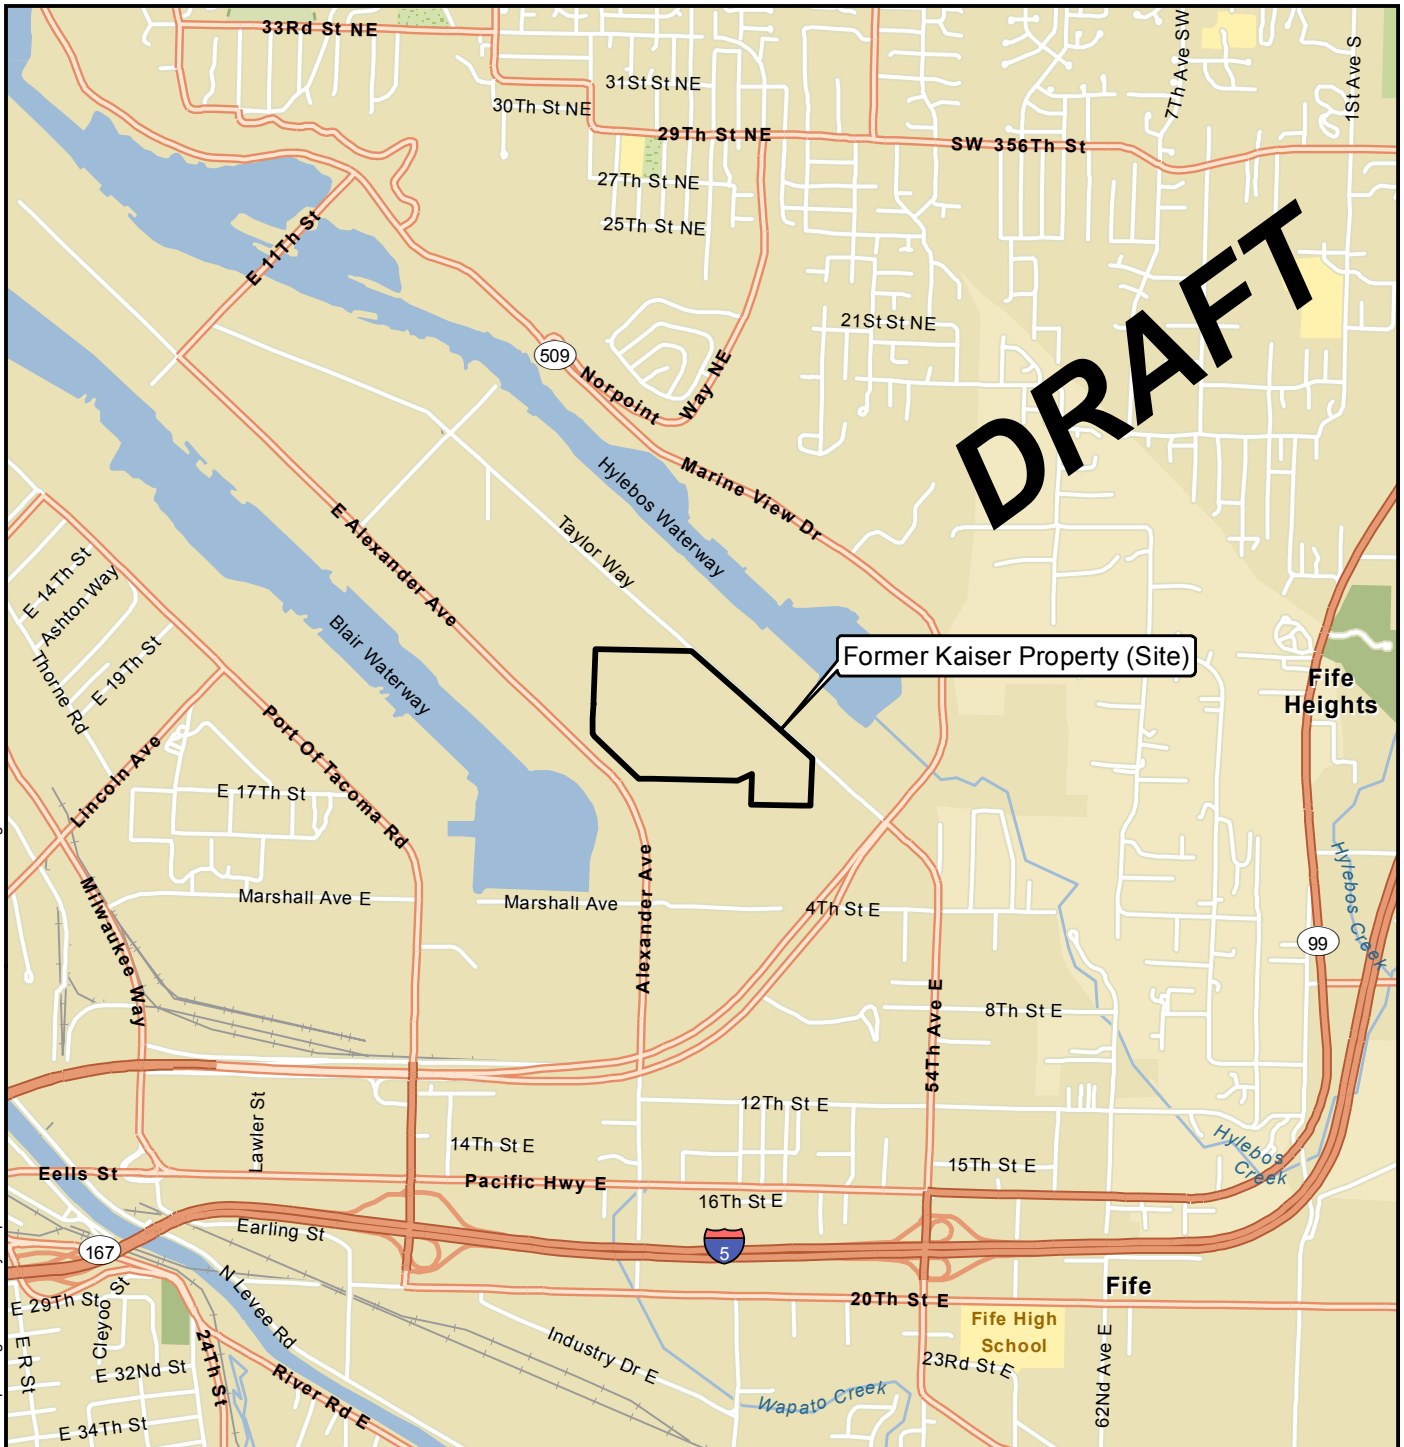 33Rd St NE
31St St NE
30Th St NE
29Th St NE
SW 356Th St
7Th Ave SW
1St Ave S
27Th St NE
25Th St NE
E 11Th St
DRAFT
21St St NE
509
Norpoint
Way NE
Marine View Dr
Hylebos Waterway
Taylor Way
E Alexander Ave
E 14Th St
Ashton Way
E 19Th St
Thorne Rd
Blair Waterway
Former Kaiser Property (Site)
Fife
Heights
Port Of Tacoma Rd
Lincoln Ave
E 17Th St
Hylebos Creek
Alexander Ave
Milwaukee Way
Marshall Ave E
Marshall Ave
4Th St E
99
54Th Ave E
8Th St E
12Th St E
Lawler St
14Th St E
Hylebos
Creek
15Th St E
Eells St
Pacific Hwy E
16Th St E
Earling St
167
5
N Levee Rd
Fife
E 29Th St
Cleyoo St
20Th St E
Fife High
School
E R St
24Th St
Industry Dr E
23Rd St E
62Nd Ave E
E 32Nd St
River Rd E
Wapato Creek
E 34Th St